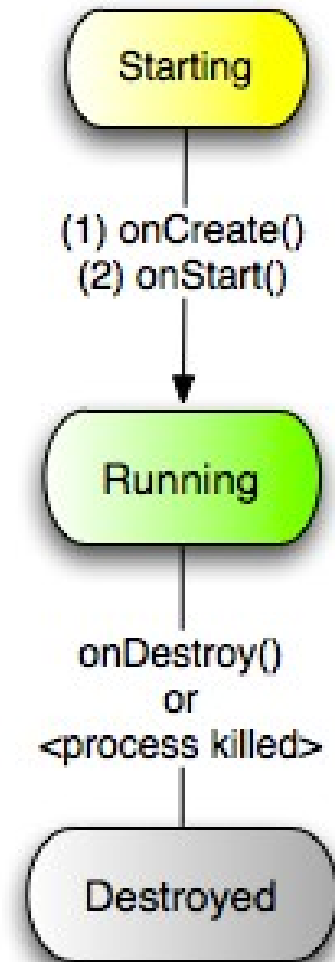 Starting
(1) onCreate()
(2) onStart()
Running
onDestroy()
or
<process killed>
Destroyed